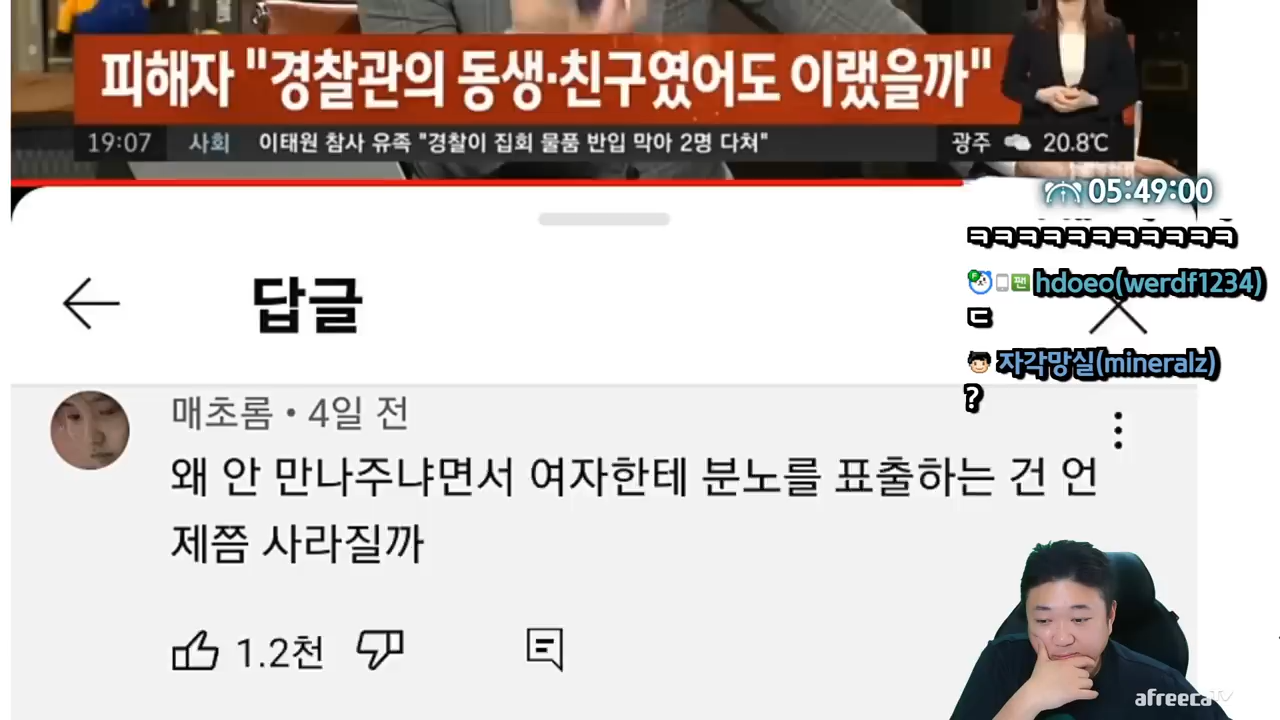 피해자 "경찰관의 동생·친구였어도 이랬을까"
19:07 사회 이태원 참사 유족 "경찰이 집회 물품 반입 막아 2명 다쳐" 광주 20.8℃
05:49:00
ㅋㅋㅋㅋㅋㅋㅋㅋㅋㅋㅋ
팬 hdoeo(werdf1234)
ㄷ
자각망실(mineralz)
?
답글
매초롬 • 4일 전
왜 안 만나주냐면서 여자한테 분노를 표출하는 건 언
제쯤 사라질까
1.2천
afreecaTV